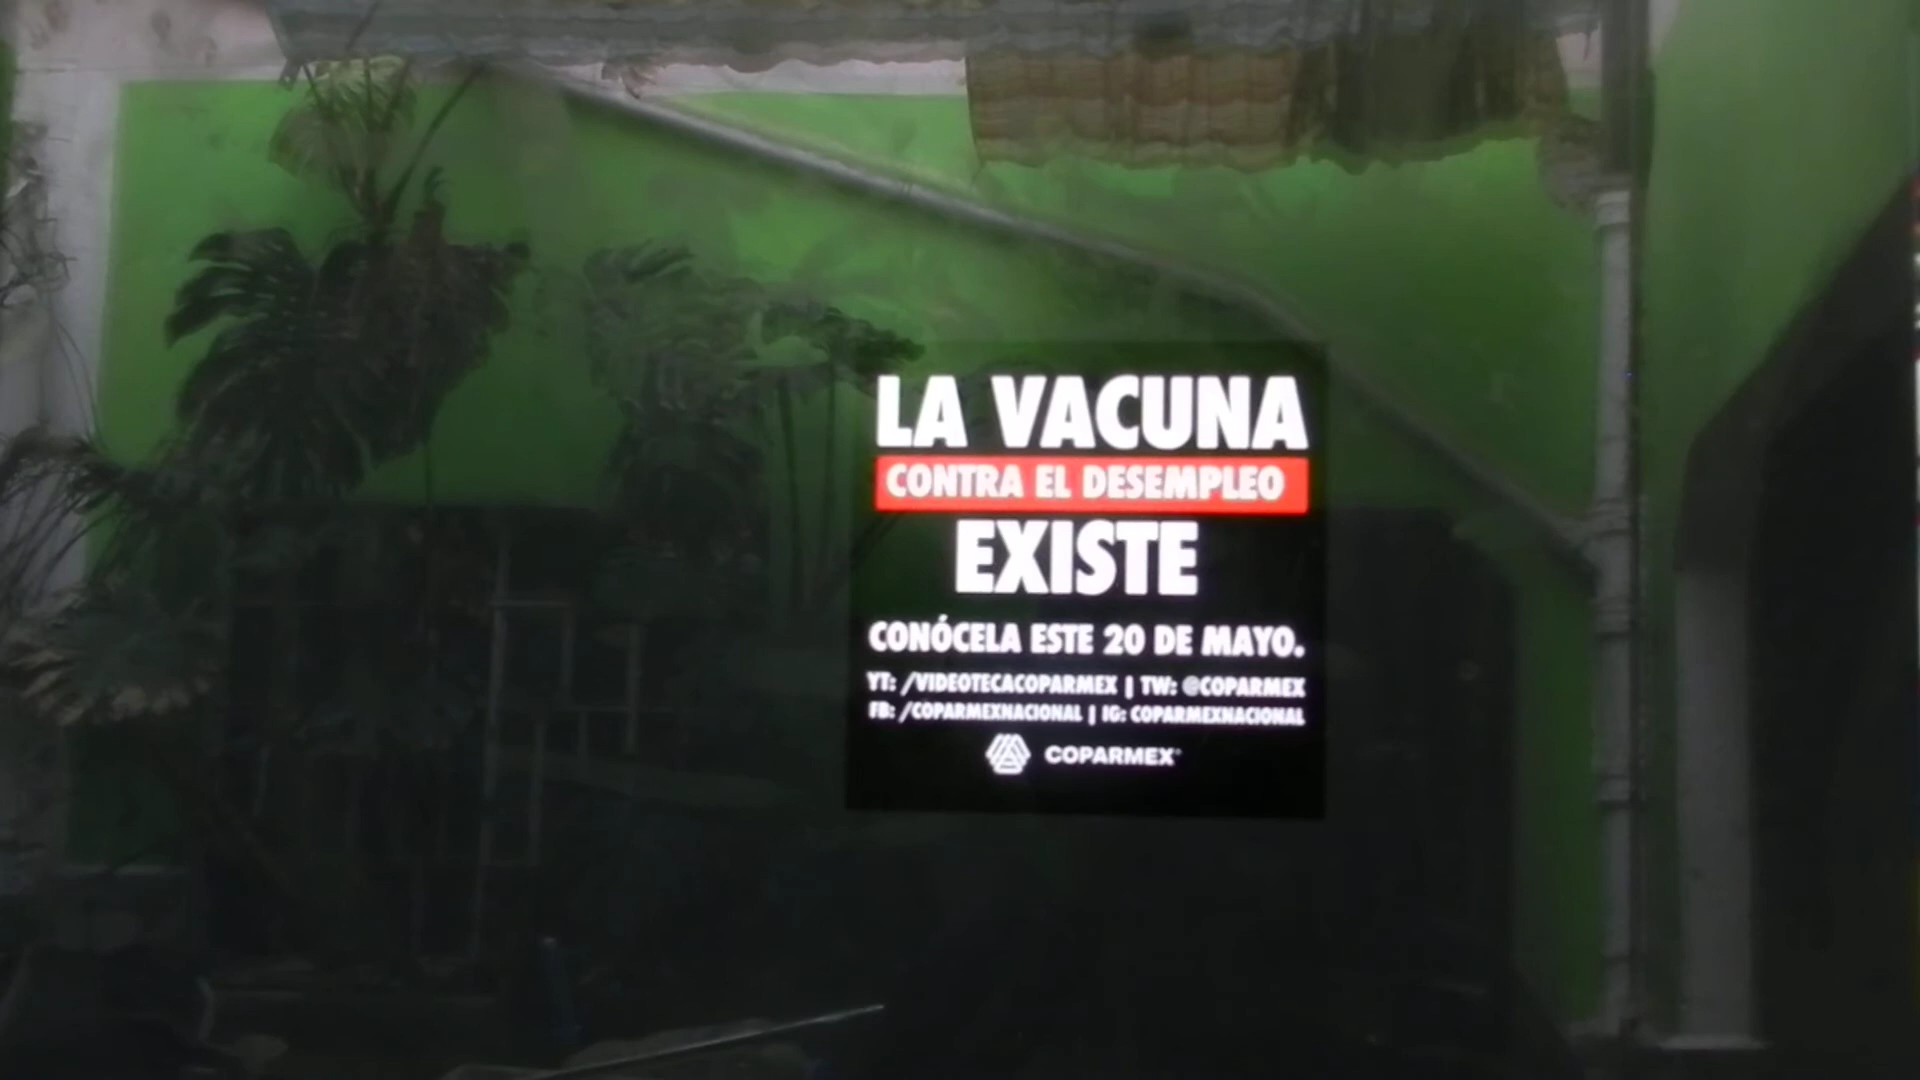 LA VACUNA
CONTRA EL DESEMPLEO
EXISTE
CONÓCELA ESTE 20 DE MAYO.
YT: /VIDEOTECACOPARMEX | TW: @COPARMEX
FB: /COPARMEXNACIONAL | IG: COPARMEXNACIONAL
COPARMEX